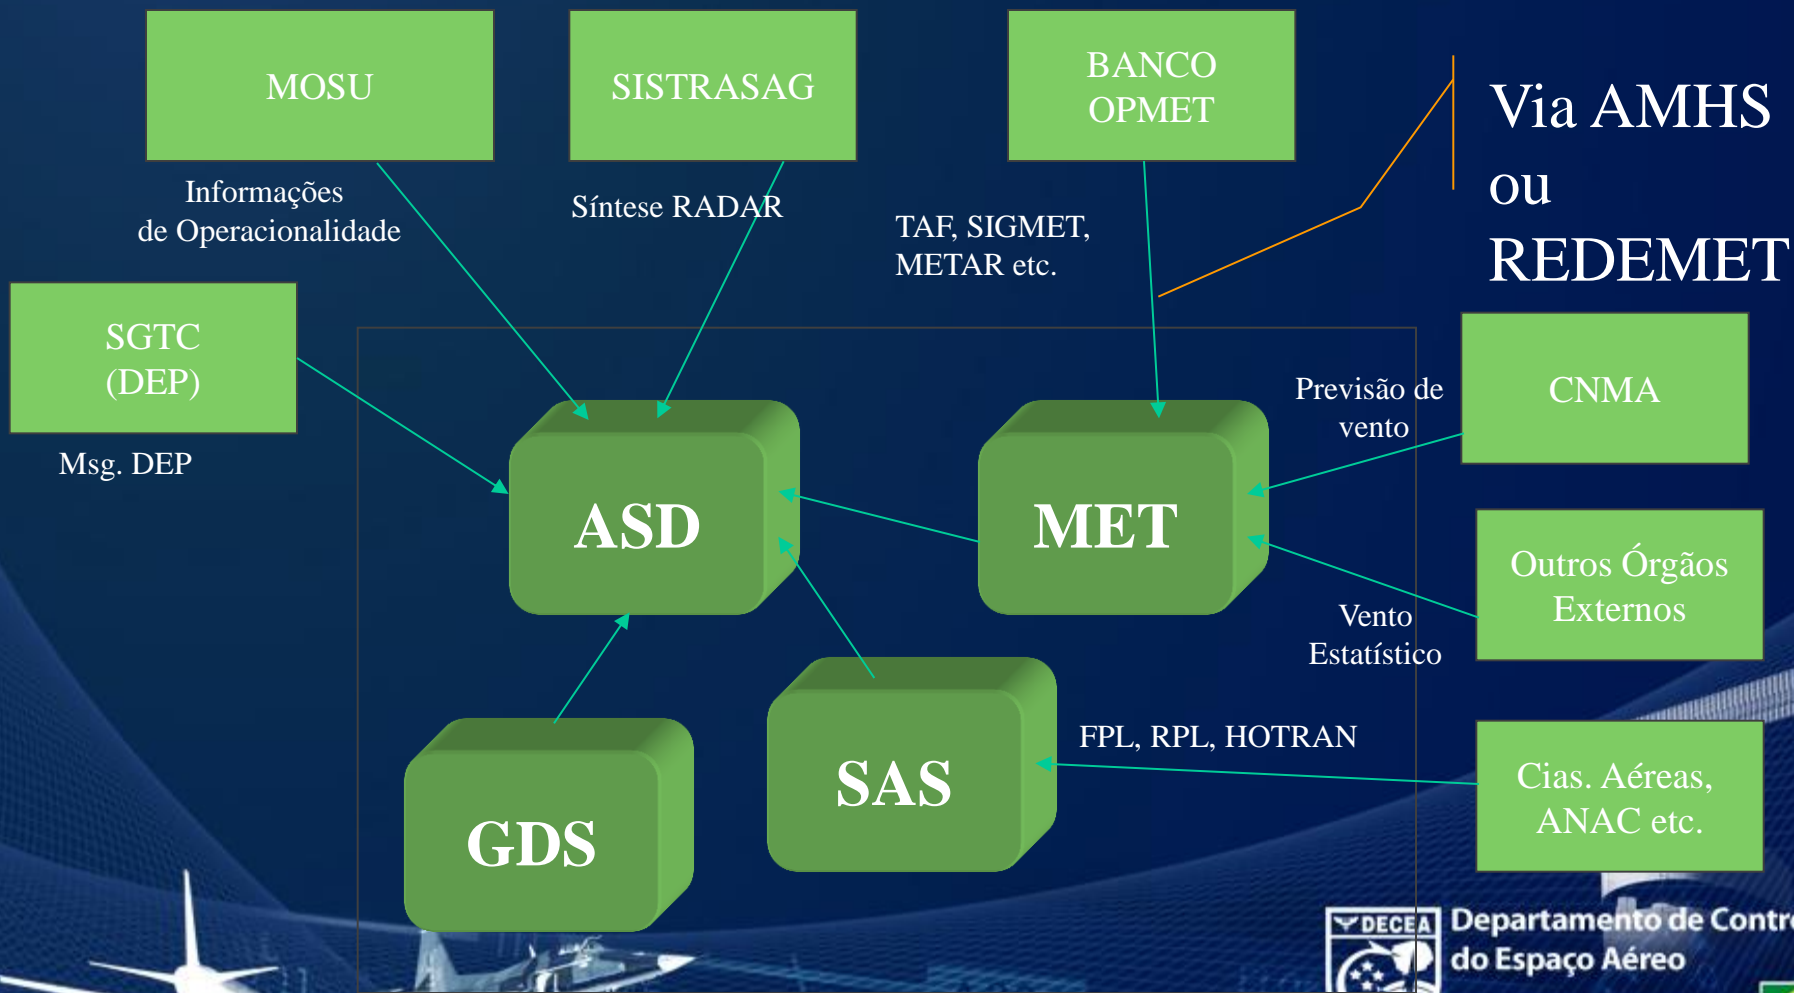 MOSU
SISTRASAG
BANCO
OPMET
Via AMHS
ou
REDEMET
Informações
de Operacionalidade
Síntese RADAR
TAF, SIGMET,
METAR etc.
SGTC
(DEP)
Msg. DEP
Previsão de
vento
CNMA
ASD
MET
Outros Órgãos
Externos
Vento
Estatístico
SAS
FPL, RPL, HOTRAN
Cias. Aéreas,
ANAC etc.
GDS
DECEA
Departamento de Contro
do Espaço Aéreo